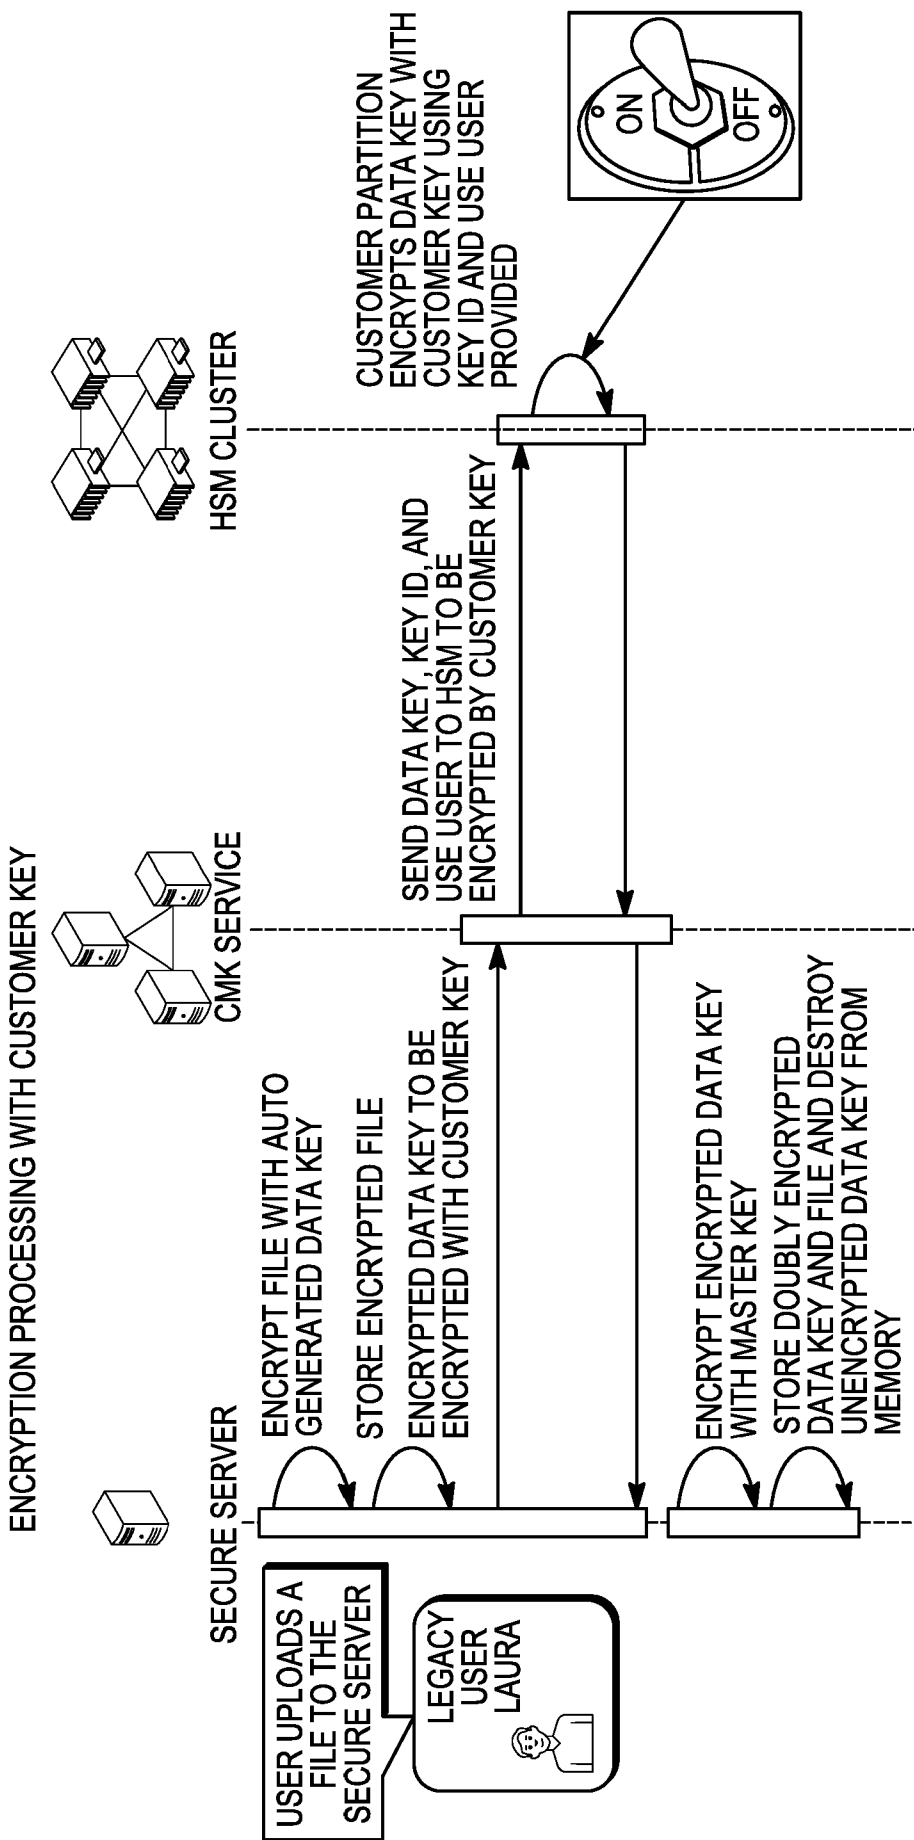 ENCRYPTION PROCESSING WITH CUSTOMER KEY
SECURE SERVER
CMK SERVICE
HSM CLUSTER
USER UPLOADS A
FILE TO THE
SECURE SERVER
LEGACY
USER
LAURA
ENCRYPT FILE WITH AUTO
GENERATED DATA KEY
STORE ENCRYPTED FILE
ENCRYPTED DATA KEY TO BE
ENCRYPTED WITH CUSTOMER KEY
SEND DATA KEY, KEY ID, AND
USE USER TO HSM TO BE
ENCRYPTED BY CUSTOMER KEY
CUSTOMER PARTITION
ENCRYPTS DATA KEY WITH
CUSTOMER KEY USING
KEY ID AND USE USER
PROVIDED
ON
OFF
ENCRYPT ENCRYPTED DATA KEY
WITH MASTER KEY
STORE DOUBLY ENCRYPTED
DATA KEY AND FILE AND DESTROY
UNENCRYPTED DATA KEY FROM
MEMORY